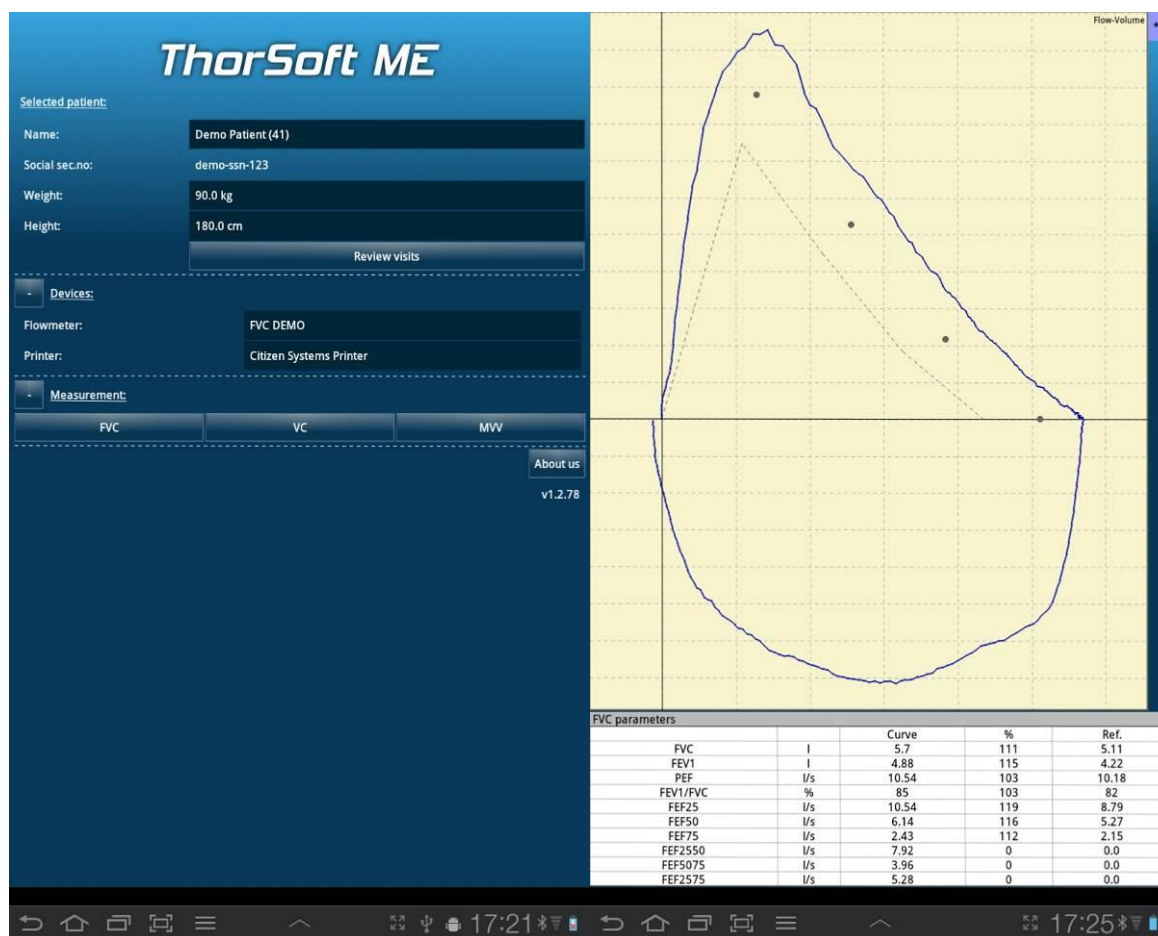 ThorSoft ME
Selected patient:
Name: Demo Patient (41)
Social sec.no: demo-ssn-123
Weight: 90.0 kg
Height: 180.0 cm
Review visits
- Devices:
Flowmeter: FVC DEMO
Printer: Citizen Systems Printer
- Measurement:
FVC VC MVV
About us
v1.2.78
17:21
Flow-Volume
FVC parameters
Curve % Ref.
FVC l 5.7 111 5.11
FEV1 l 4.88 115 4.22
PEF l/s 10.54 103 10.18
FEV1/FVC % 85 103 82
FEF25 l/s 10.54 119 8.79
FEF50 l/s 6.14 116 5.27
FEF75 l/s 2.43 112 2.15
FEF2550 l/s 7.92 0 0.0
FEF5075 l/s 3.96 0 0.0
FEF2575 l/s 5.28 0 0.0
17:25